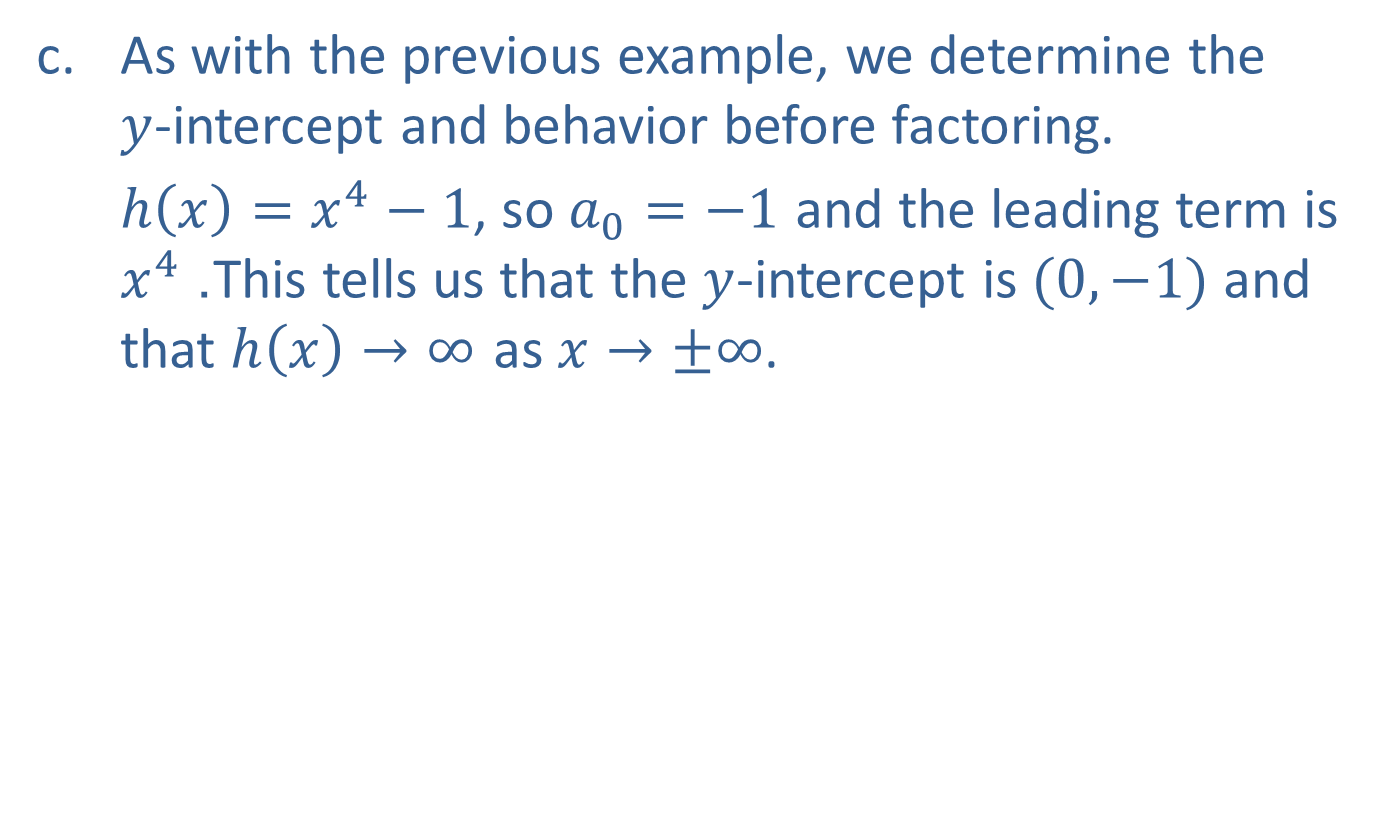 c. As with the previous example, we determine the
y-intercept and behavior before factoring.
h(x) = x⁴ − 1, so a₀ = −1 and the leading term is
x⁴ .This tells us that the y-intercept is (0, −1) and
that h(x) → ∞ as x → ±∞.